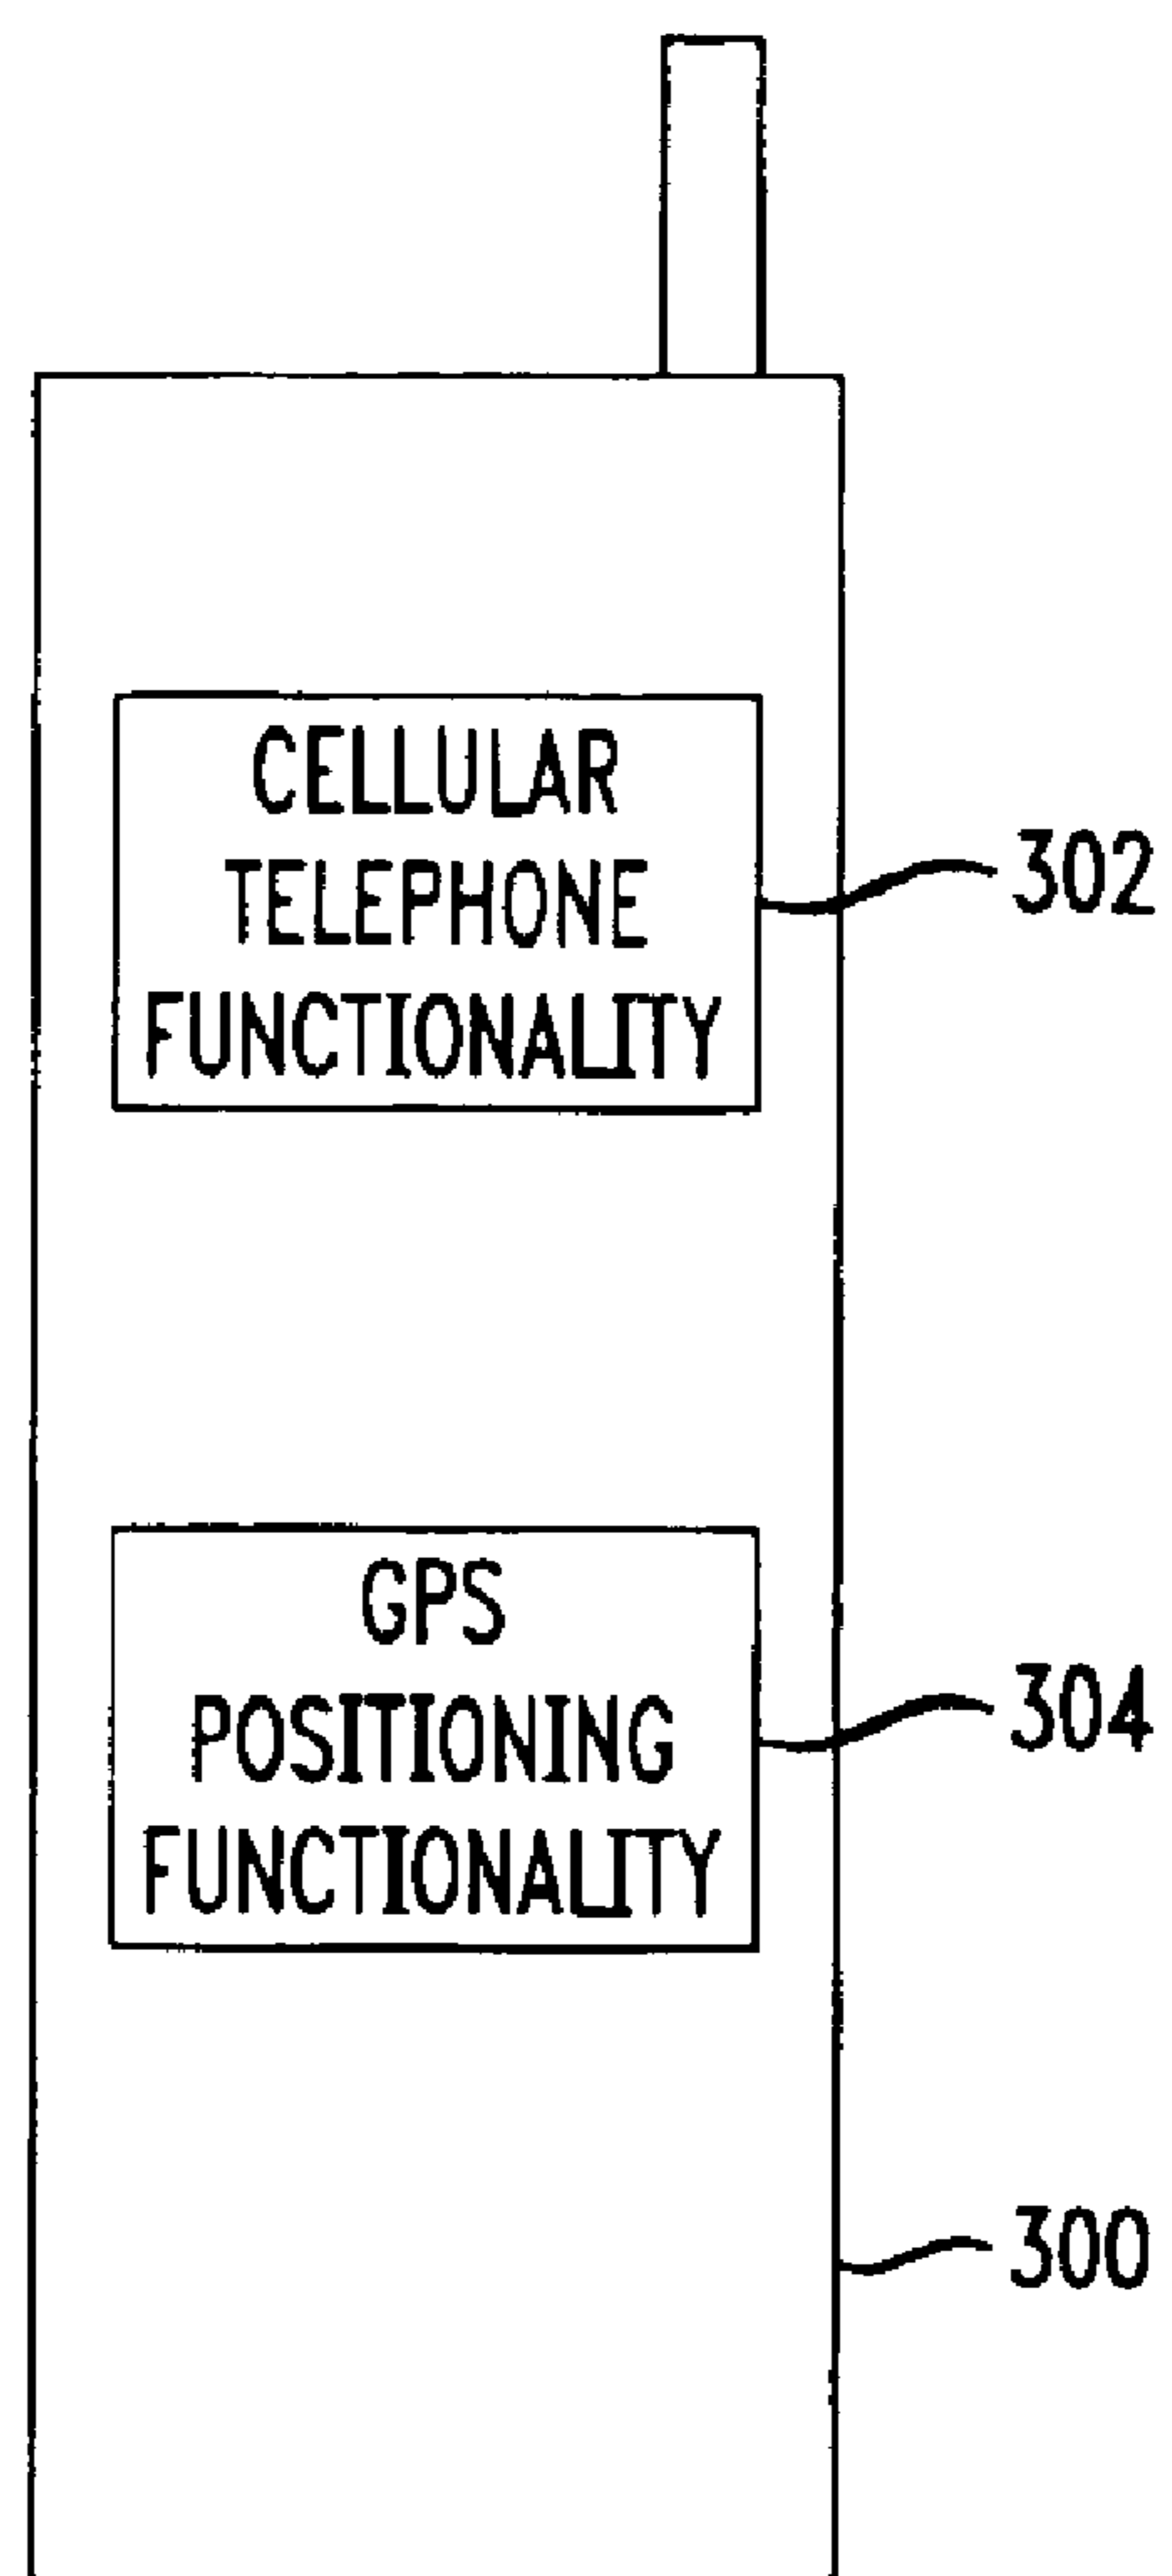 CELLULAR
TELEPHONE
FUNCTIONALITY
302
GPS
POSITIONING
FUNCTIONALITY
304
300